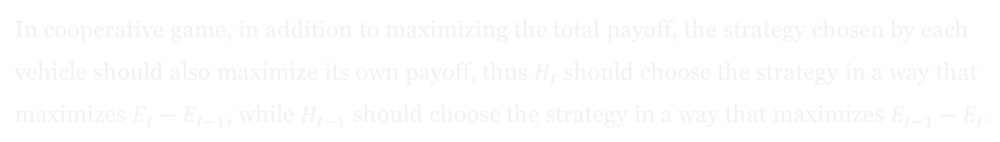 In cooperative game, in addition to maximizing the total payoff, the strategy chosen by each
vehicle should also maximize its own payoff, thus H_I should choose the strategy in a way that
maximizes E_I − E_{I−1}, while H_{I−1} should choose the strategy in a way that maximizes E_{I−1} − E_I.